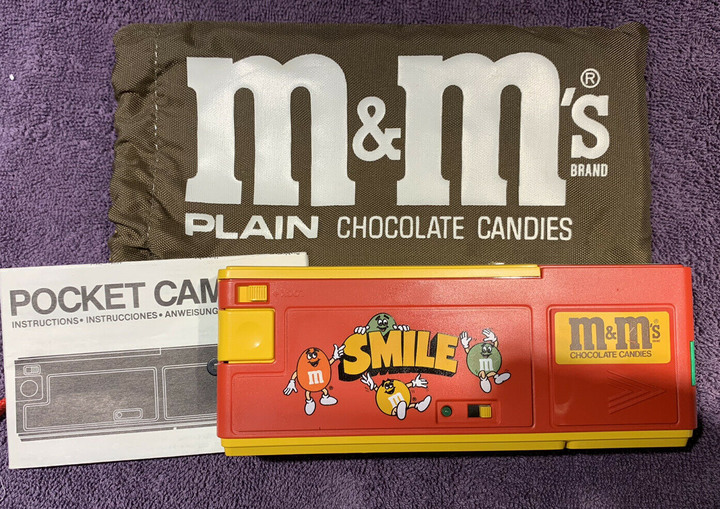 m&m's®
BRAND
PLAIN CHOCOLATE CANDIES
POCKET CAM
INSTRUCTIONS • INSTRUCCIONES • ANWEISUNG
SMILE
m
m
m
m&m's
CHOCOLATE CANDIES